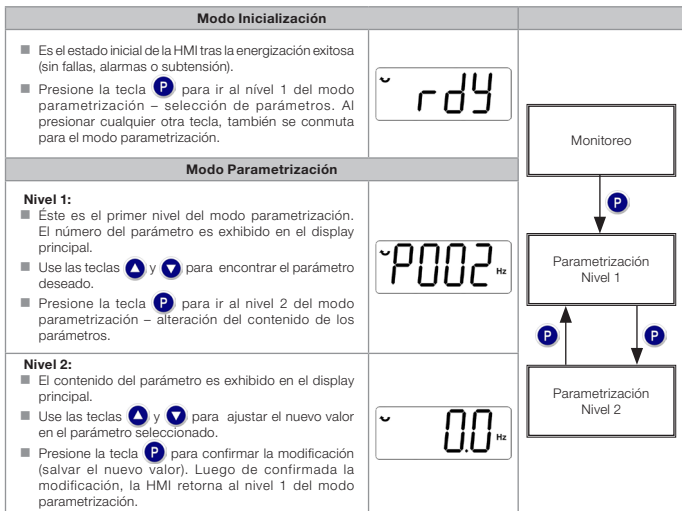 Modo Inicialización
■ Es el estado inicial de la HMI tras la energización exitosa
(sin fallas, alarmas o subtensión).
■ Presione la tecla P para ir al nível 1 del modo
parametrización – selección de parámetros. Al
presionar cualquier otra tecla, también se conmuta
para el modo parametrización.
rdY
Modo Parametrización
Nivel 1:
■ Éste es el primer nivel del modo parametrización.
El número del parámetro es exhibido en el display
principal.
■ Use las teclas y para encontrar el parámetro
deseado.
■ Presione la tecla P para ir al nivel 2 del modo
parametrización – alteración del contenido de los
parámetros.
P002 Hz
Nivel 2:
■ El contenido del parámetro es exhibido en el display
principal.
■ Use las teclas y para ajustar el nuevo valor
en el parámetro seleccionado.
■ Presione la tecla P para confirmar la modificación
(salvar el nuevo valor). Luego de confirmada la
modificación, la HMI retorna al nivel 1 del modo
parametrización.
0.0 Hz
Monitoreo
P
Parametrización
Nivel 1
P P
Parametrización
Nivel 2